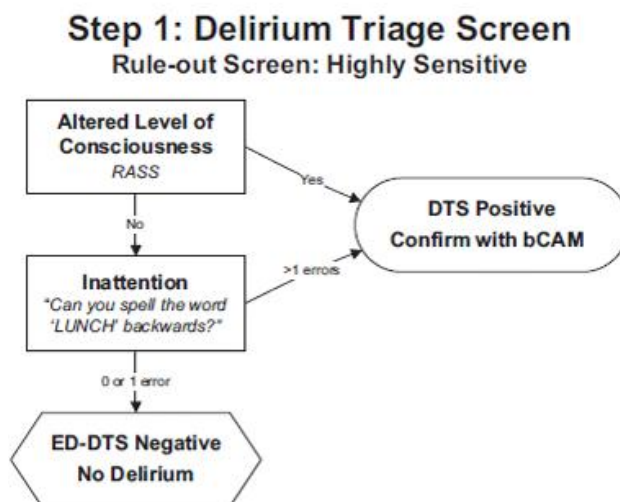 Step 1: Delirium Triage Screen
Rule-out Screen: Highly Sensitive
Altered Level of
Consciousness
RASS
Yes
DTS Positive
Confirm with bCAM
No
Inattention
"Can you spell the word
'LUNCH' backwards?"
>1 errors
0 or 1 error
ED-DTS Negative
No Delirium